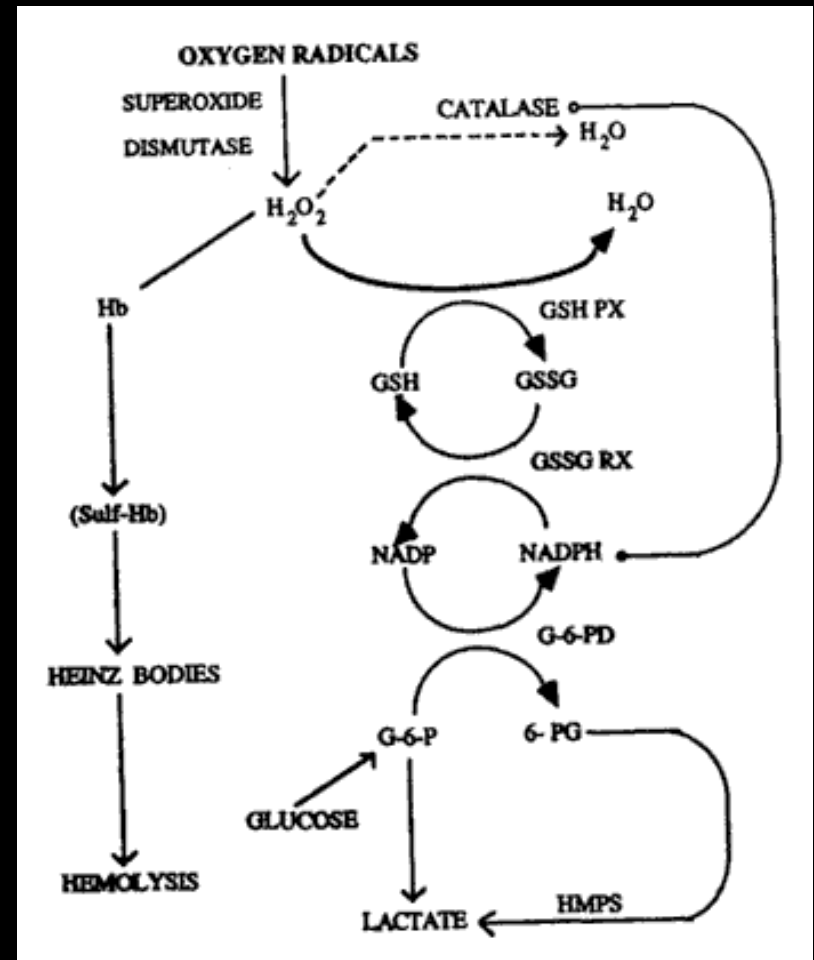 OXYGEN RADICALS
SUPEROXIDE
DISMUTASE
CATALASE
H₂O
H₂O₂
H₂O
Hb
GSH PX
GSH
GSSG
GSSG RX
(Sulf-Hb)
NADP
NADPH
G-6-PD
HEINZ BODIES
G-6-P
6- PG
GLUCOSE
HEMOLYSIS
LACTATE
HMPS